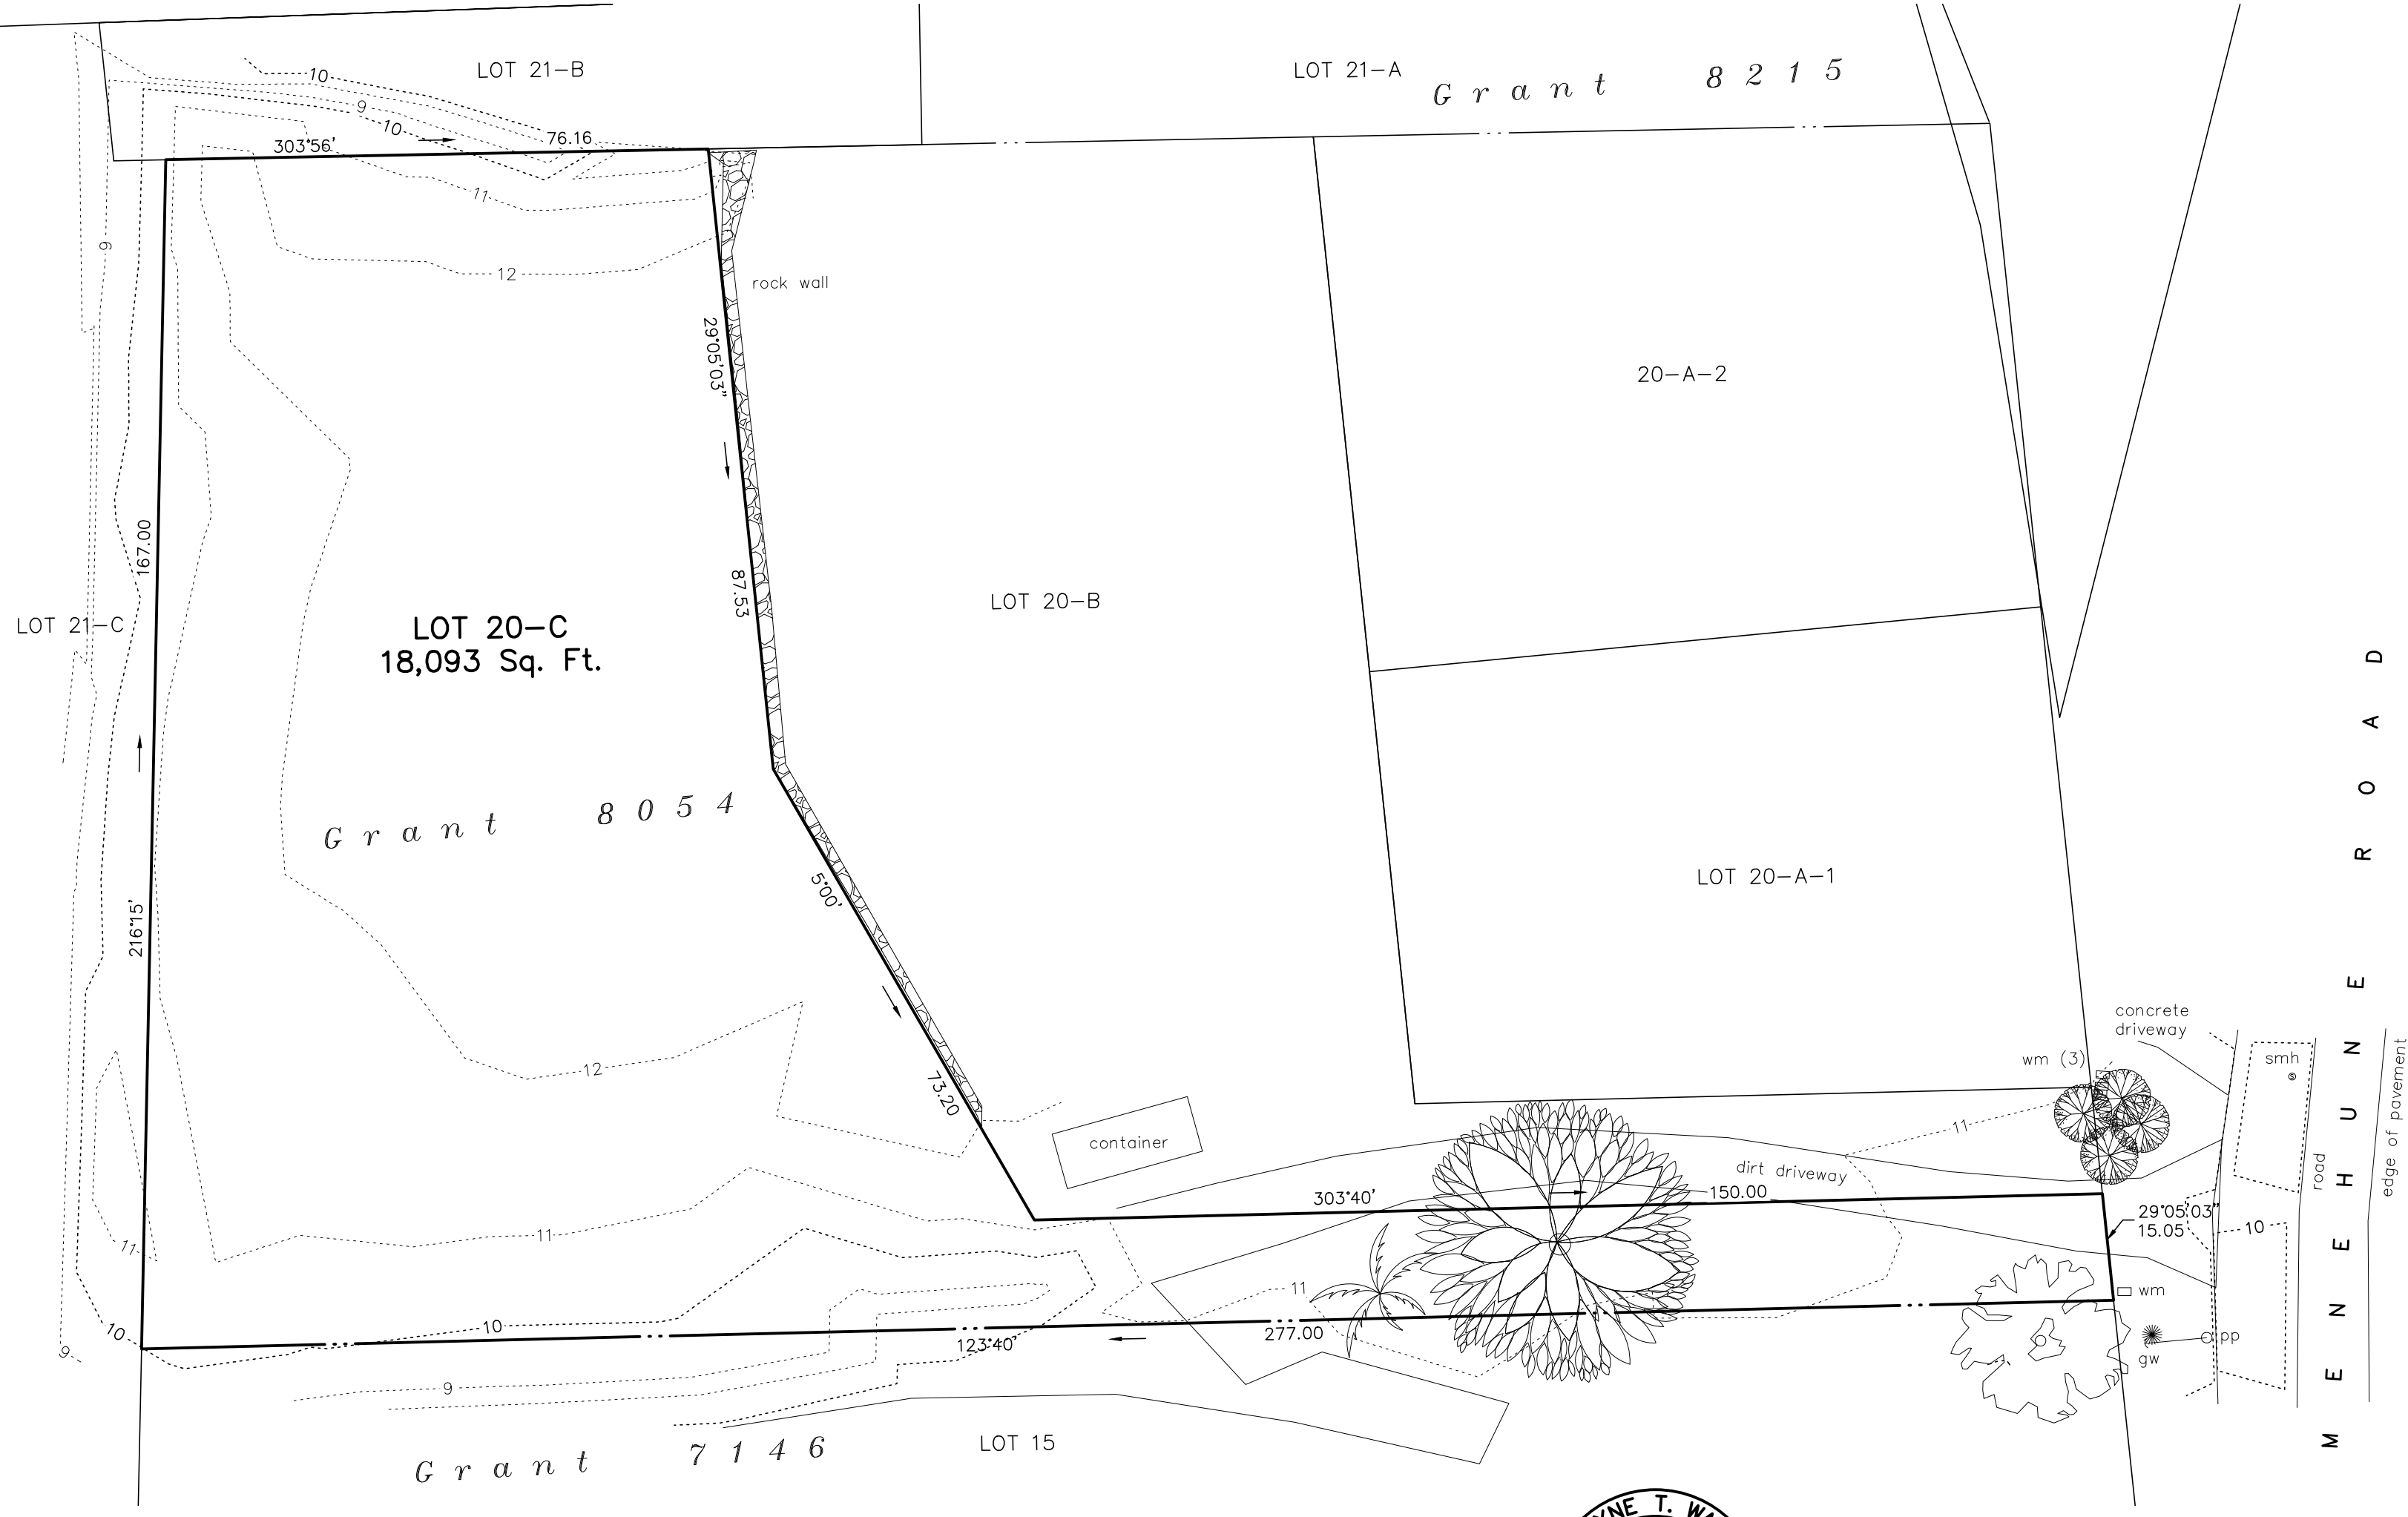 LOT 21-B
LOT 21-A
Grant 8215
10
9
10
303°56'
76.16
11
12
9
rock wall
29°05'03"
87.53
20-A-2
167.00
LOT 21-C
LOT 20-C
18,093 Sq. Ft.
LOT 20-B
Grant 8054
216°15'
5°00'
73.20
LOT 20-A-1
MENEHUNE ROAD
concrete
driveway
wm (3)
smh
edge of pavement
road
12
container
11
dirt driveway
303°40'
150.00
29°05'03"
15.05
10
11
11
11
wm
10
10
9
123°40'
277.00
pp
gw
9
Grant 7146
LOT 15
YNE T. W